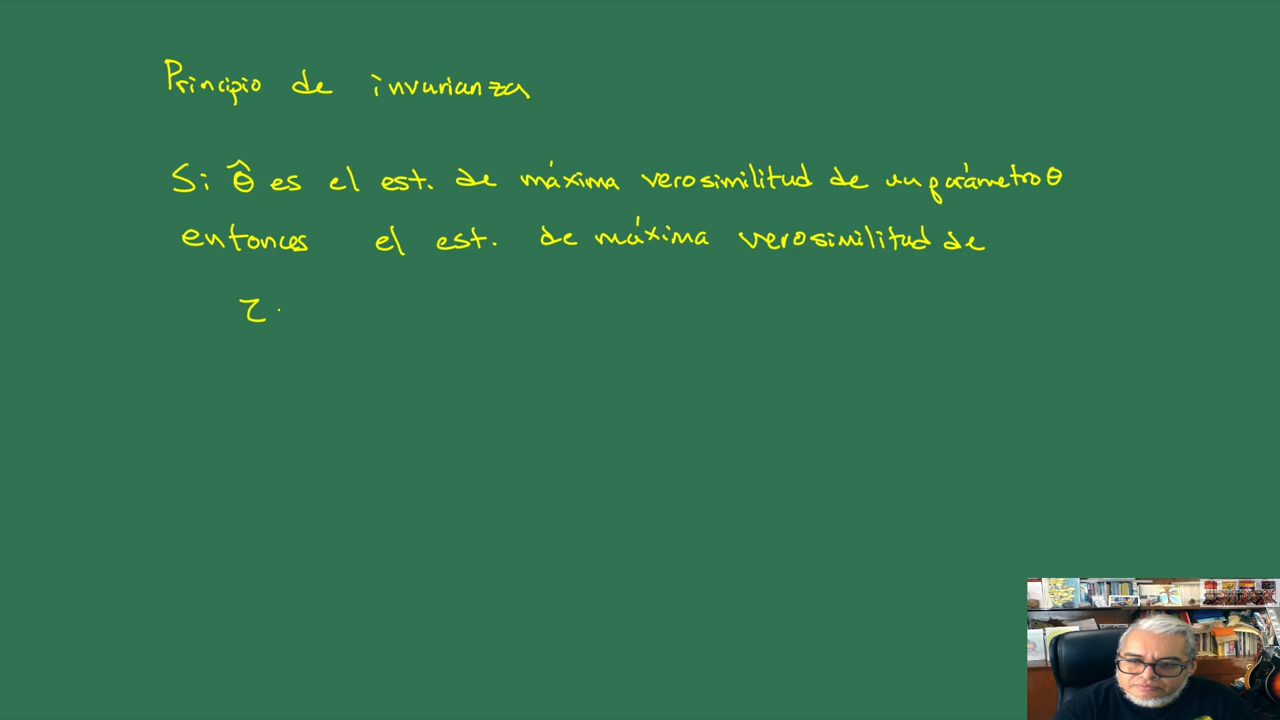 Principio de invarianza
Si θ̂ es el est. de máxima verosimilitud de un parámetro θ
entonces el est. de máxima verosimilitud de
τ